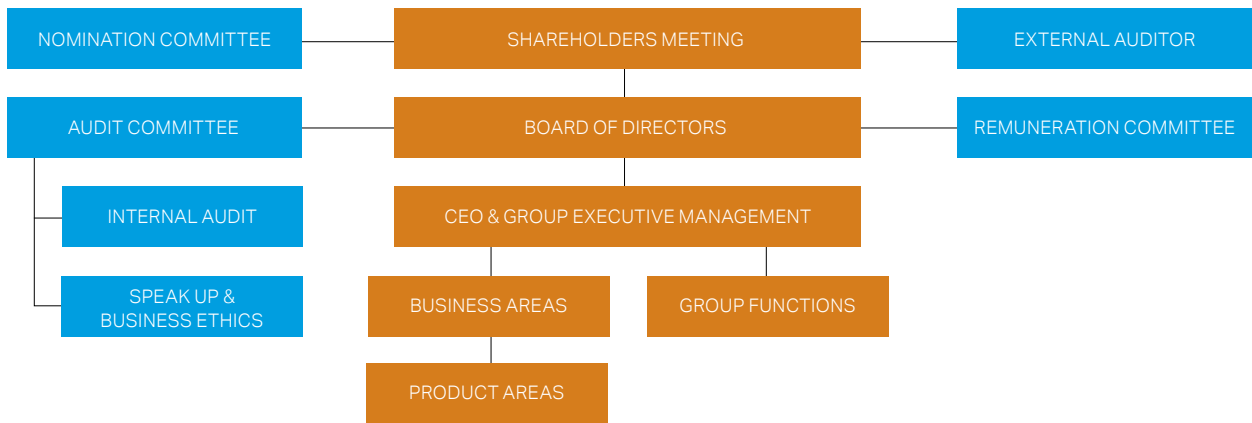 NOMINATION COMMITTEE
SHAREHOLDERS MEETING
EXTERNAL AUDITOR
AUDIT COMMITTEE
BOARD OF DIRECTORS
REMUNERATION COMMITTEE
INTERNAL AUDIT
CEO & GROUP EXECUTIVE MANAGEMENT
SPEAK UP &
BUSINESS ETHICS
BUSINESS AREAS
GROUP FUNCTIONS
PRODUCT AREAS